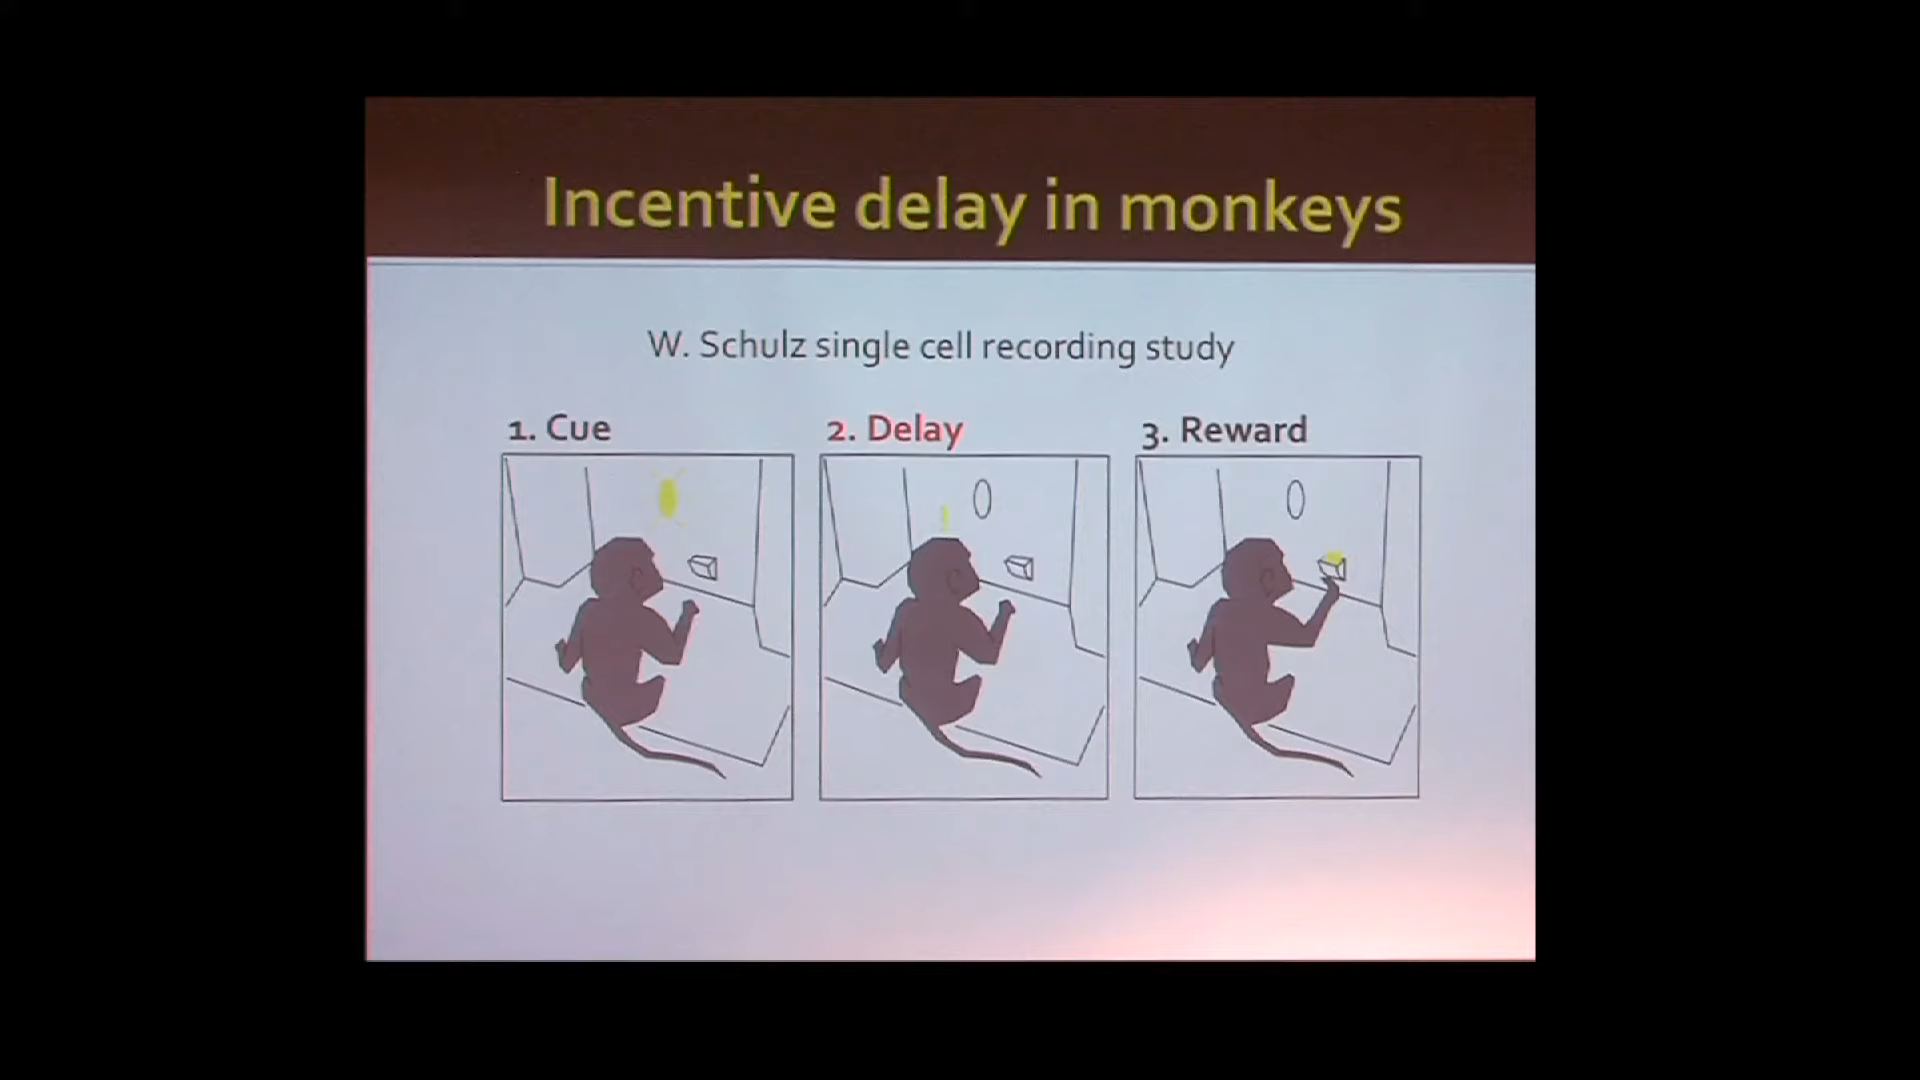 Incentive delay in monkeys
W. Schulz single cell recording study
1. Cue
2. Delay
3. Reward
!